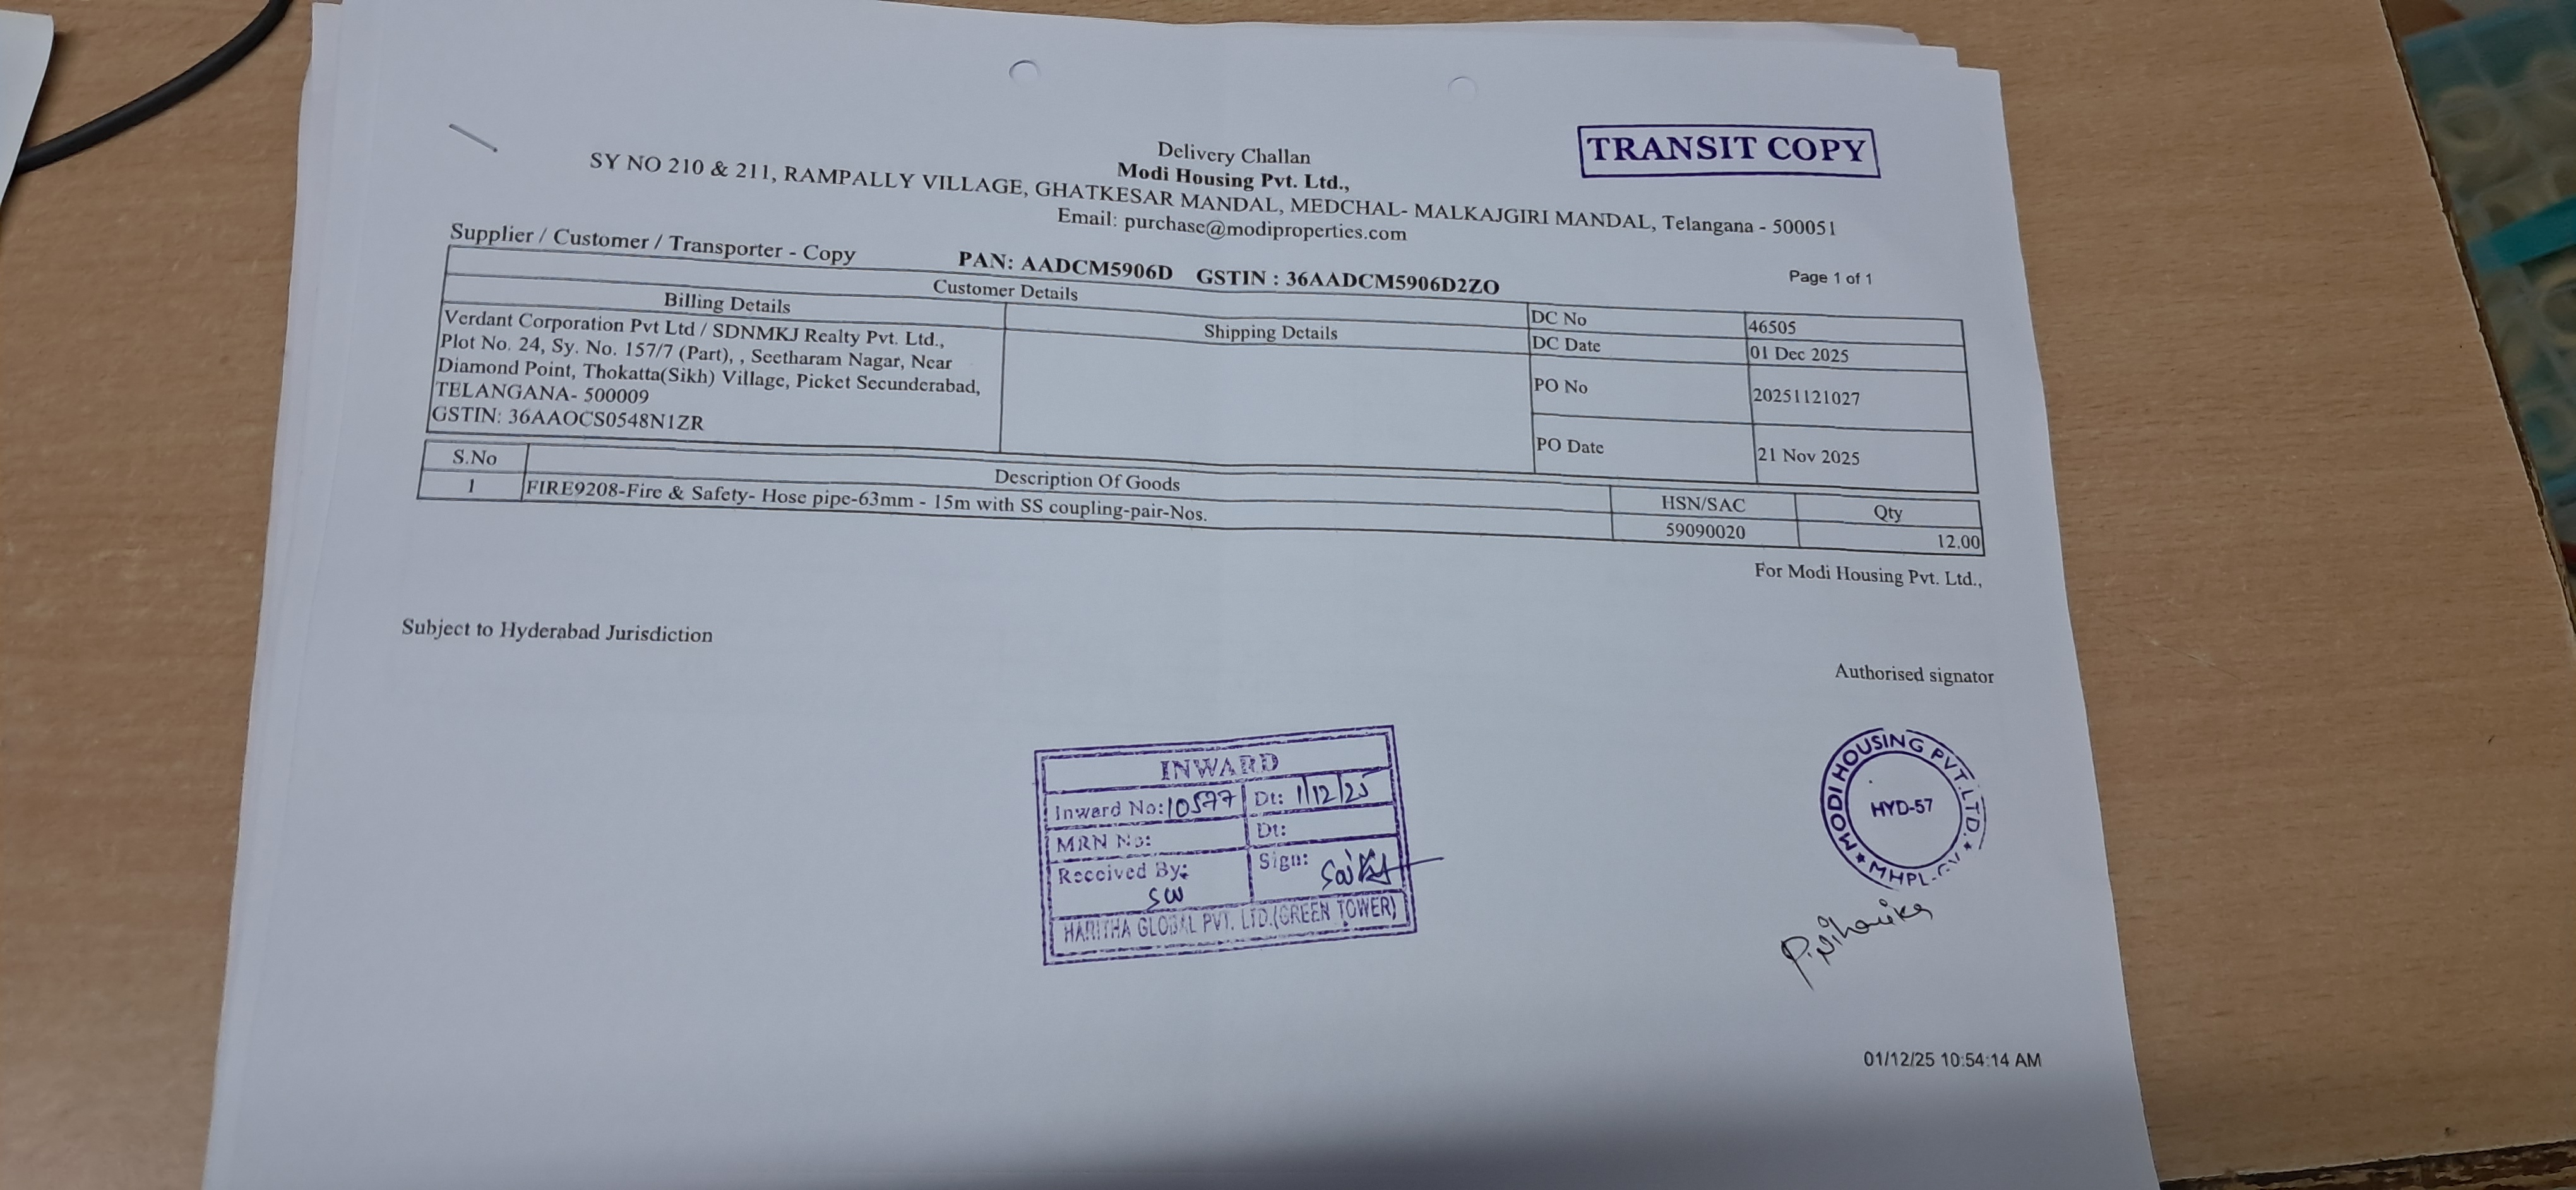 TRANSIT COPY
Delivery Challan
Modi Housing Pvt. Ltd.,
SY NO 210 & 211, RAMPALLY VILLAGE, GHATKESAR MANDAL, MEDCHAL- MALKAJGIRI MANDAL, Telangana - 500051
Email: purchase@modiproperties.com
Supplier / Customer / Transporter - Copy
PAN: AADCM5906D GSTIN : 36AADCM5906D2ZO
Page 1 of 1
Customer Details
Billing Details
Shipping Details
Verdant Corporation Pvt Ltd / SDNMKJ Realty Pvt. Ltd.,
Plot No. 24, Sy. No. 157/7 (Part), , Seetharam Nagar, Near
Diamond Point, Thokatta(Sikh) Village, Picket Secunderabad,
TELANGANA- 500009
GSTIN: 36AAOCS0548N1ZR
DC No 46505
DC Date 01 Dec 2025
PO No 20251121027
PO Date 21 Nov 2025
S.No Description Of Goods HSN/SAC Qty
1 FIRE9208-Fire & Safety- Hose pipe-63mm - 15m with SS coupling-pair-Nos. 59090020 12.00
For Modi Housing Pvt. Ltd.,
Subject to Hyderabad Jurisdiction
Authorised signator
INWARD
Inward No: 10577 Dt: 1/12/25
MRN No: Dt:
Received By: Sign:
HARITHA GLOBAL PVT. LTD.(GREEN TOWER)
MODI HOUSING PVT.LTD.
HYD-57
P. Niharika
01/12/25 10:54:14 AM